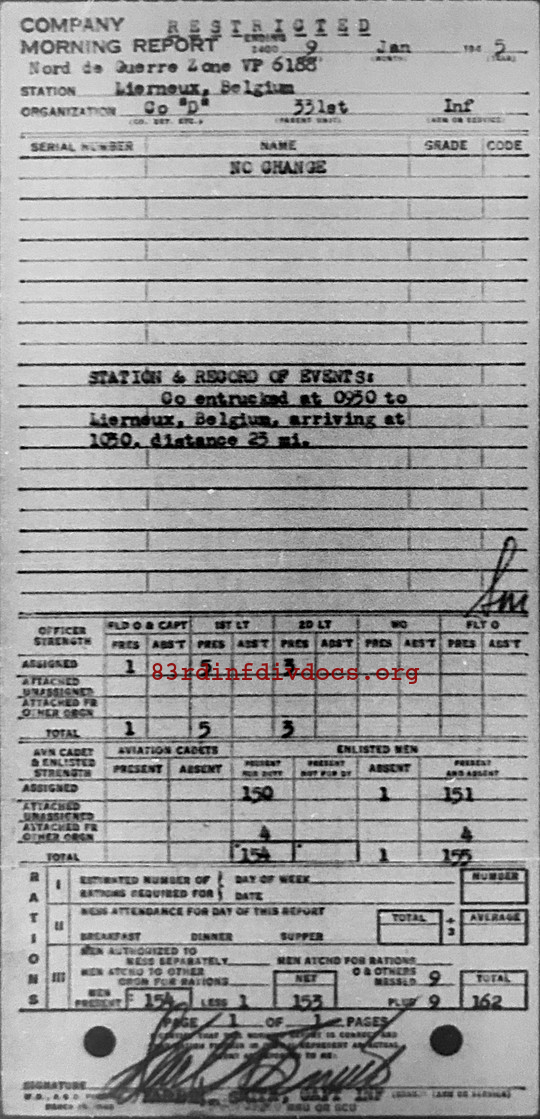 COMPANY RESTRICTED
MORNING REPORT ENDING 2400 9 Jan 194 5
(MONTH) (YEAR)
Nord de Guerre Zone VP 6188
STATION Lierneux, Belgium
ORGANIZATION Co "D" 331st Inf
(CO. DET. ETC.) (PARENT UNIT) (ARM OR SERVICE)
SERIAL NUMBER NAME GRADE CODE
NO CHANGE
STATION & RECORD OF EVENTS:
Co entrucked at 0930 to
Lierneux, Belgium, arriving at
1030, distance 23 mi.
OFFICER STRENGTH FLD O & CAPT 1ST LT 2D LT WO FLT O
PRES ABS'T PRES ABS'T PRES ABS'T PRES ABS'T PRES ABS'T
ASSIGNED 1 5 3
83rdinfdivdocs.org
ATTACHED UNASSIGNED
ATTACHED FR OTHER ORGN
TOTAL 1 5 3
AVN CADET & ENLISTED STRENGTH AVIATION CADETS ENLISTED MEN
PRESENT ABSENT PRESENT FOR DUTY PRESENT NOT FOR DY ABSENT PRESENT AND ABSENT
ASSIGNED 150 1 151
ATTACHED UNASSIGNED
ATTACHED FR OTHER ORGN 4 4
TOTAL 154 1 155
RATIONS
I ESTIMATED NUMBER OF RATIONS REQUIRED FOR { DAY OF WEEK DATE NUMBER
II MESS ATTENDANCE FOR DAY OF THIS REPORT TOTAL ÷ 3 AVERAGE
BREAKFAST DINNER SUPPER
III MEN AUTHORIZED TO MESS SEPARATELY MEN ATCHD FOR RATIONS
MEN ATCHD TO OTHER ORGN FOR RATIONS NET O & OTHERS MESSED 9 TOTAL
MEN PRESENT 154 LESS 1 153 PLUS 9 162
PAGE 1 OF 1 PAGES
SIGNATURE
SMITH, CAPT INF